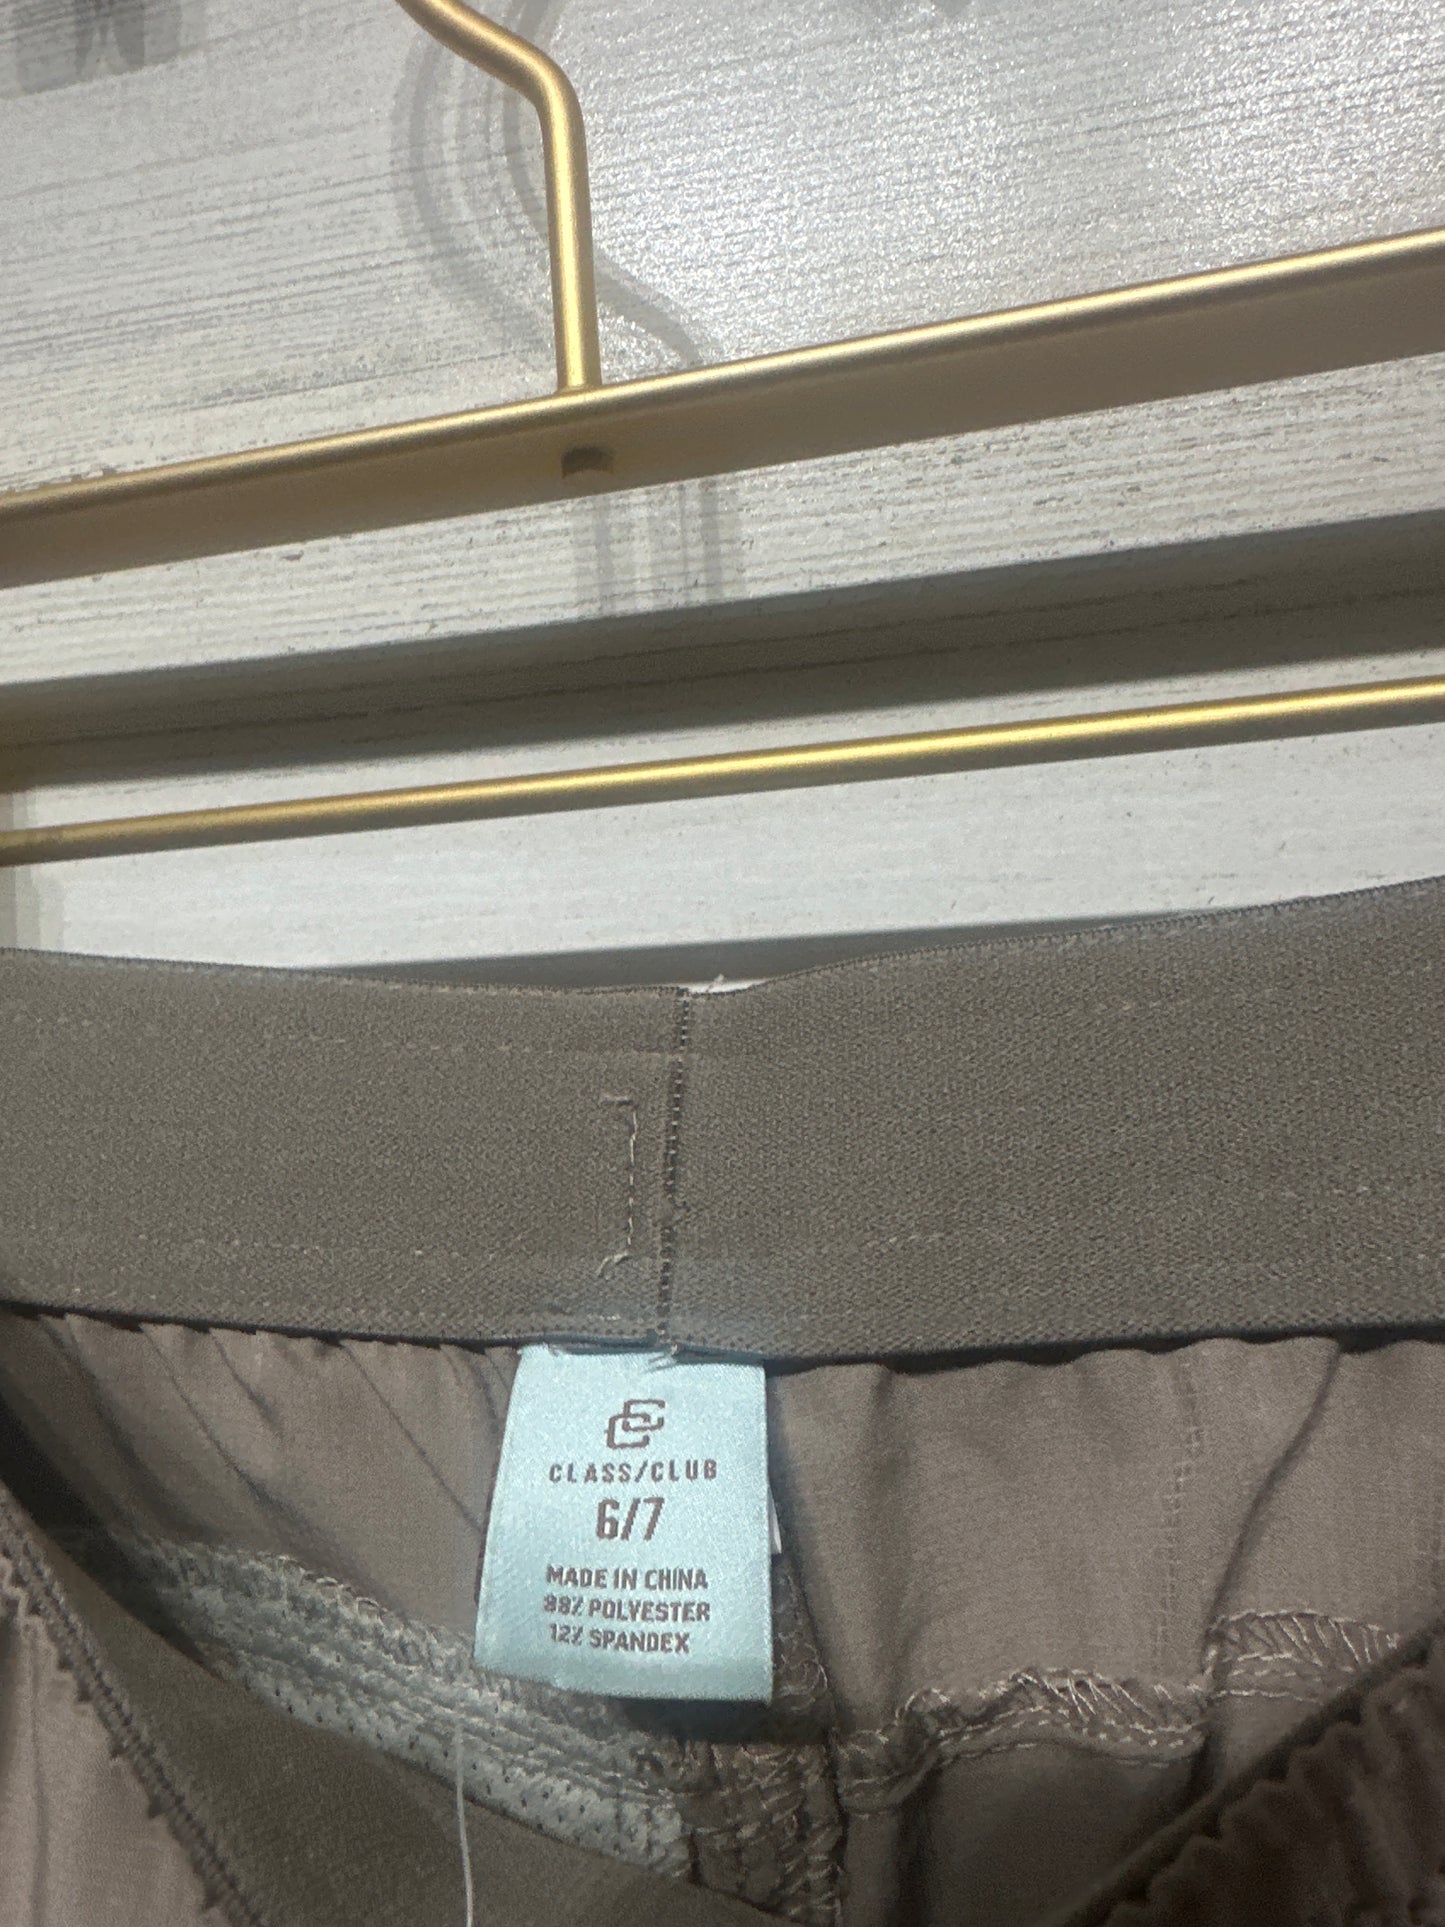 CLASS/CLUB
6/7
MADE IN CHINA
88% POLYESTER
12% SPANDEX